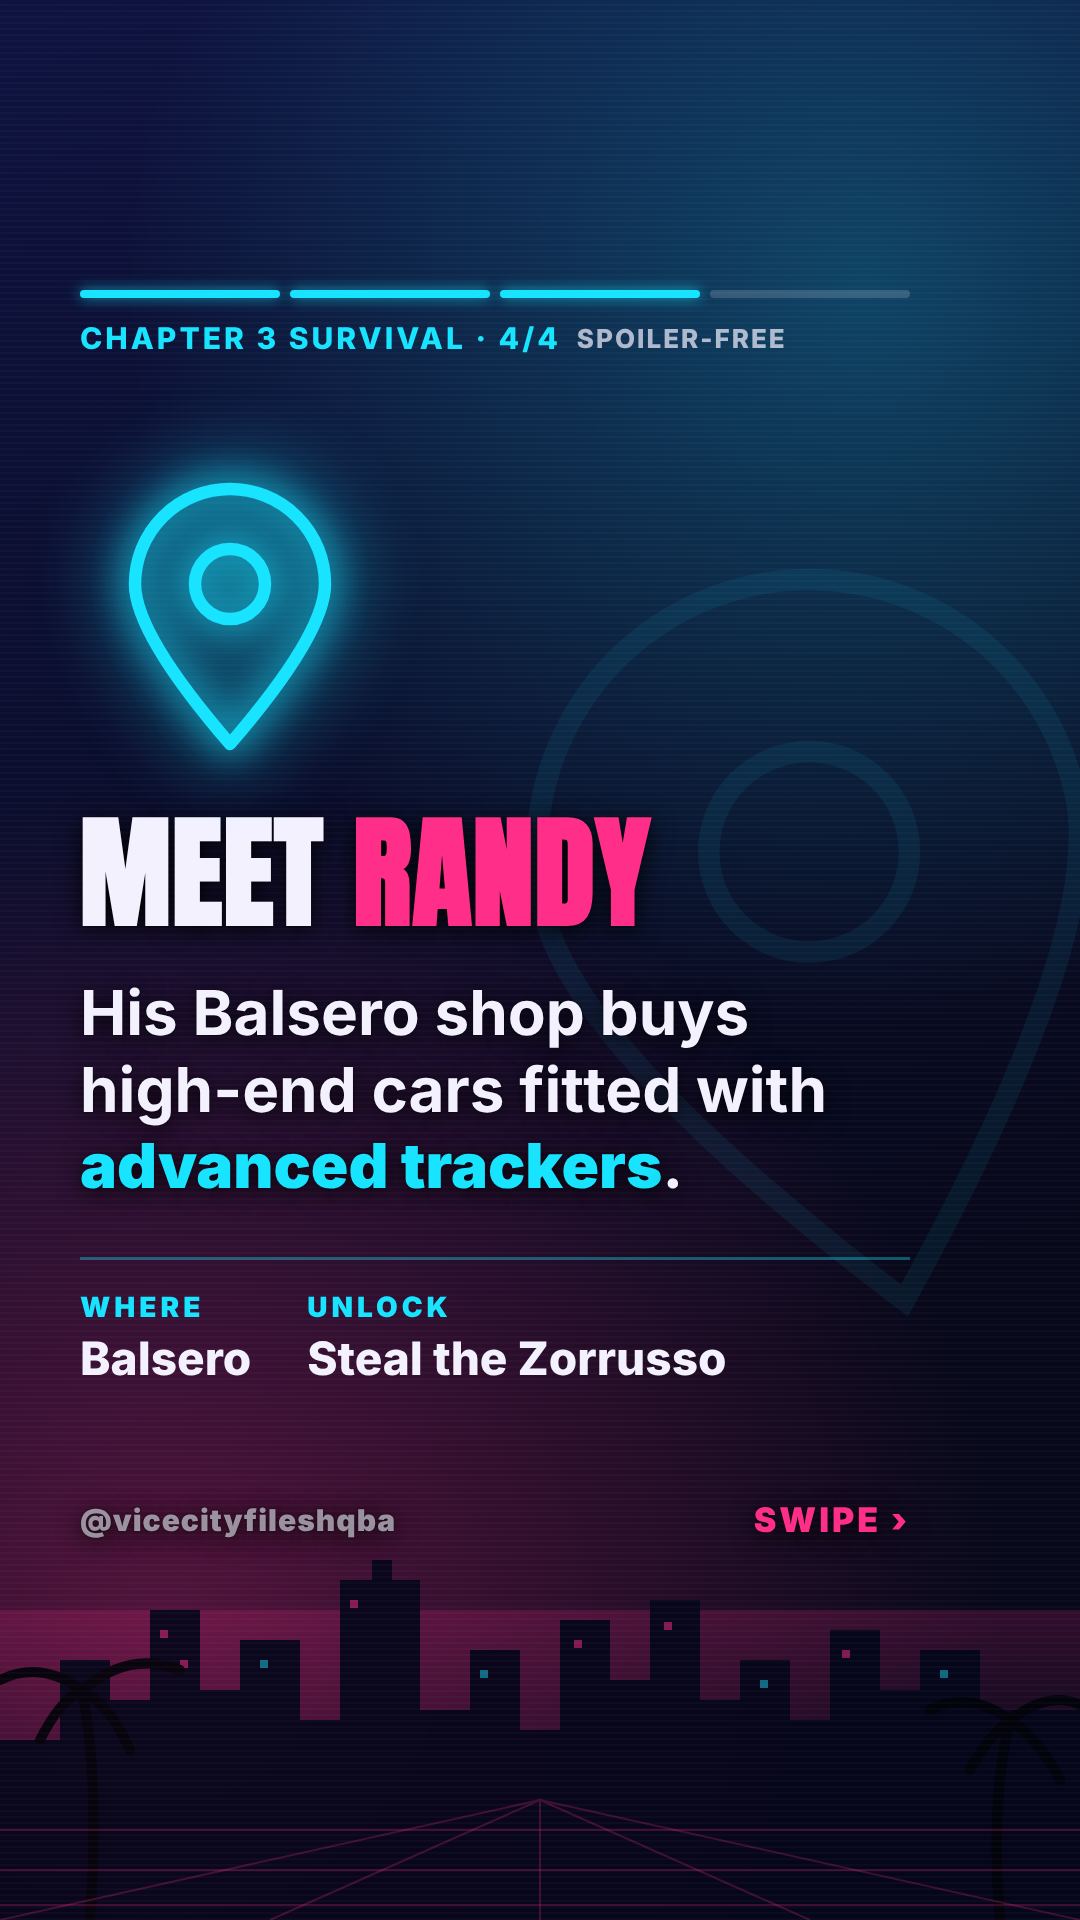 CHAPTER 3 SURVIVAL · 4/4 SPOILER-FREE
MEET RANDY
His Balsero shop buys
high-end cars fitted with
advanced trackers.
WHERE UNLOCK
Balsero Steal the Zorrusso
@vicecityfileshqba SWIPE ›